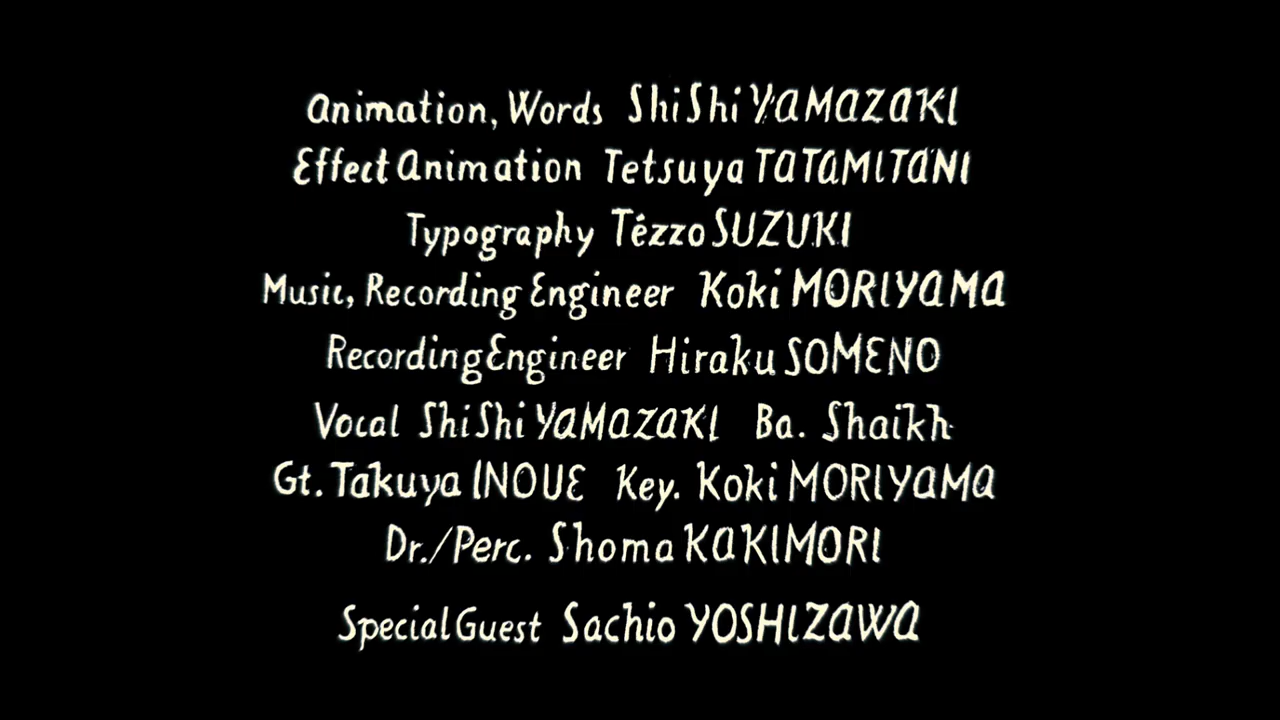 Animation, Words ShiShi YAMAZAKI
Effect Animation Tetsuya TATAMITANI
Typography Tézzo SUZUKI
Music, Recording Engineer Koki MORIYAMA
Recording Engineer Hiraku SOMENO
Vocal ShiShi YAMAZAKI Ba. Shaikh
Gt. Takuya INOUE Key. Koki MORIYAMA
Dr./Perc. Shoma KAKIMORI
Special Guest Sachio YOSHIZAWA